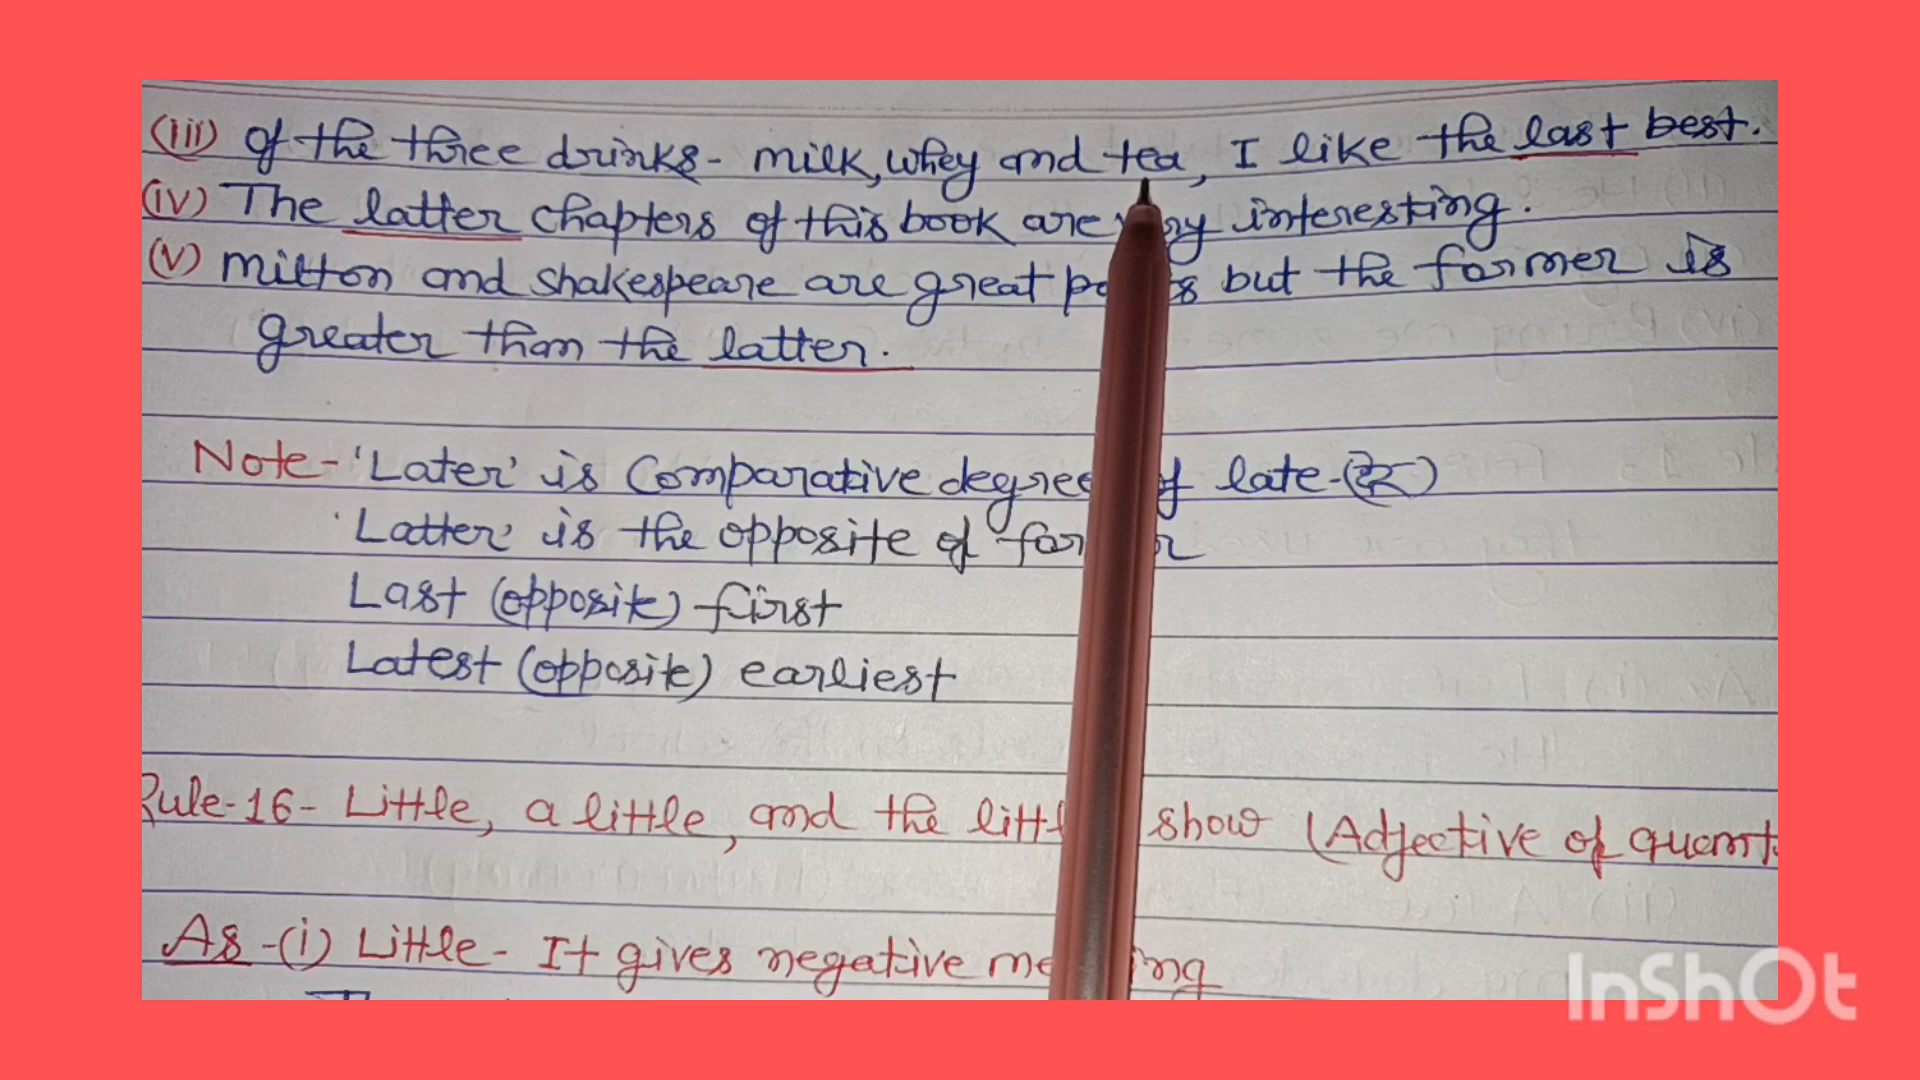 (iii) Of the three drinks- milk, whey and tea, I like the last best.
(iv) The latter chapters of this book are interesting.
(v) Milton and Shakespeare are great but the former is
greater than the latter.
Note- 'Later' is Comparative degree of late-(देर)
'Latter' is the opposite of
Last (opposite) first
Latest (opposite) earliest
Rule-16- Little, a little, and the show (Adjective of
As -(i) Little- It gives negative
InShOt